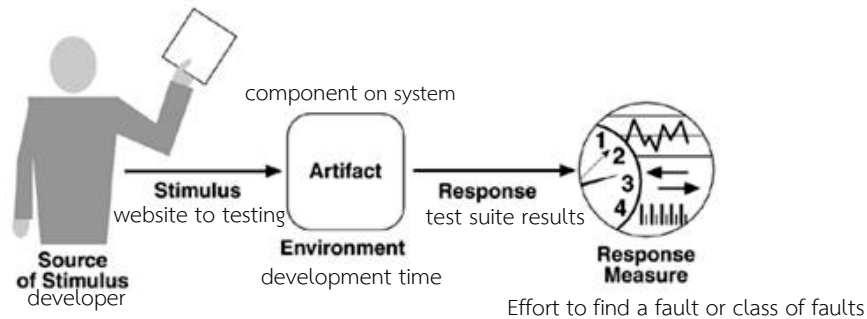 component on system
Artifact
Stimulus
website to testing
Environment
development time
Response
test suite results
Source
of Stimulus
developer
1
2
3
4
Response
Measure
Effort to find a fault or class of faults